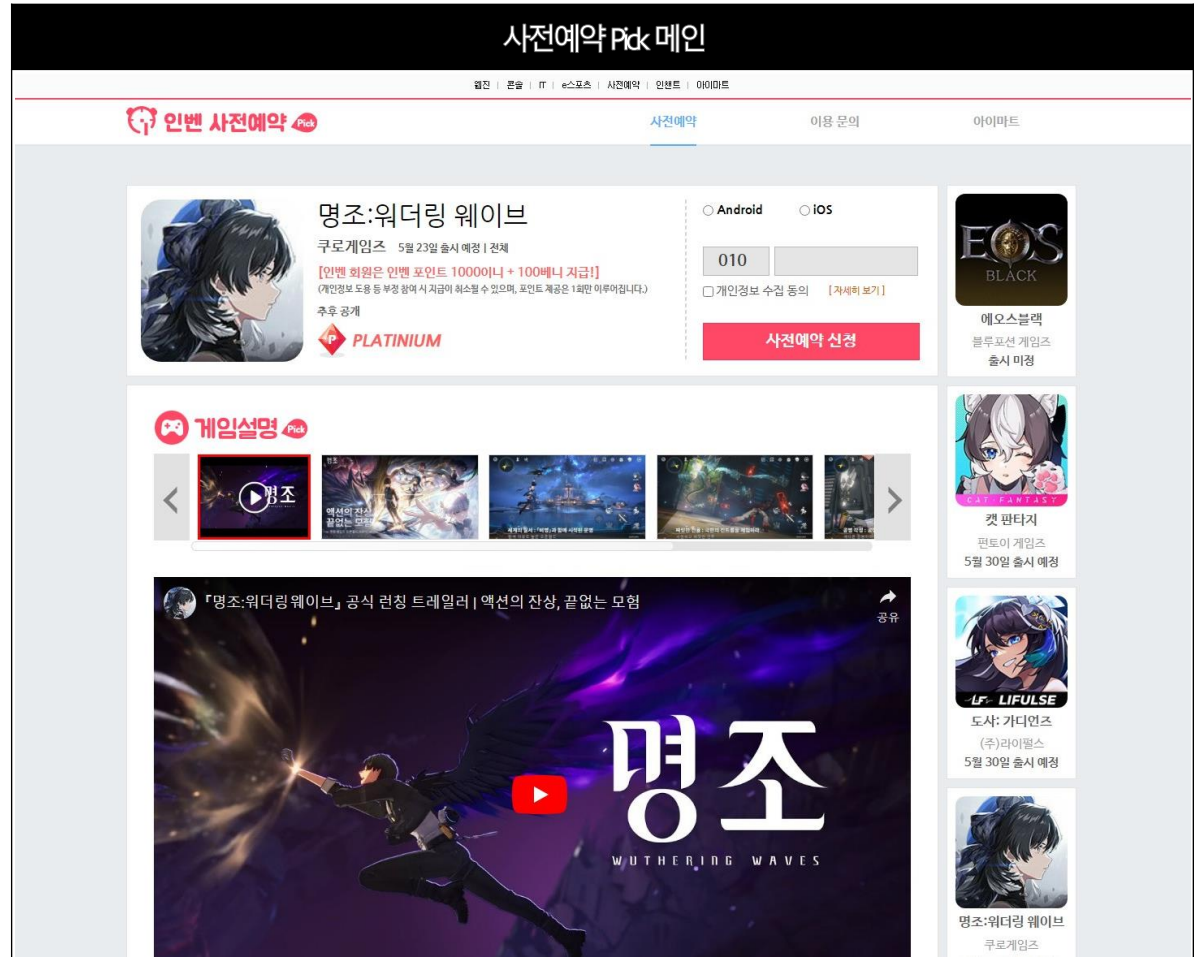 사전예약 Pick 메인
웹진 | 콘솔 | IT | e스포츠 | 사전예약 | 인챈트 | 아이마트
인벤 사전예약 Pick
사전예약
이용 문의
아이마트
명조:워더링 웨이브
쿠로게임즈 5월 23일 출시 예정 | 전체
[인벤 회원은 인벤 포인트 1000이니 + 100베니 지급!]
(개인정보 도용 등 부정 참여 시 지급이 취소될 수 있으며, 포인트 제공은 1회만 이루어집니다.)
추후 공개
P PLATINIUM
Android
iOS
010
개인정보 수집 동의 [자세히 보기]
사전예약 신청
EOS
BLACK
에오스블랙
블루포션 게임즈
출시 미정
게임설명 Pick
명조
명조
액션의 잔상,
끝없는 모험
CAT-FANTASY
캣 판타지
펀토이 게임즈
5월 30일 출시 예정
『명조:워더링 웨이브』 공식 런칭 트레일러 | 액션의 잔상, 끝없는 모험
공유
명조
WUTHERING WAVES
LF LIFULSE
도사: 가디언즈
(주)라이펄스
5월 30일 출시 예정
명조:워더링 웨이브
쿠로게임즈